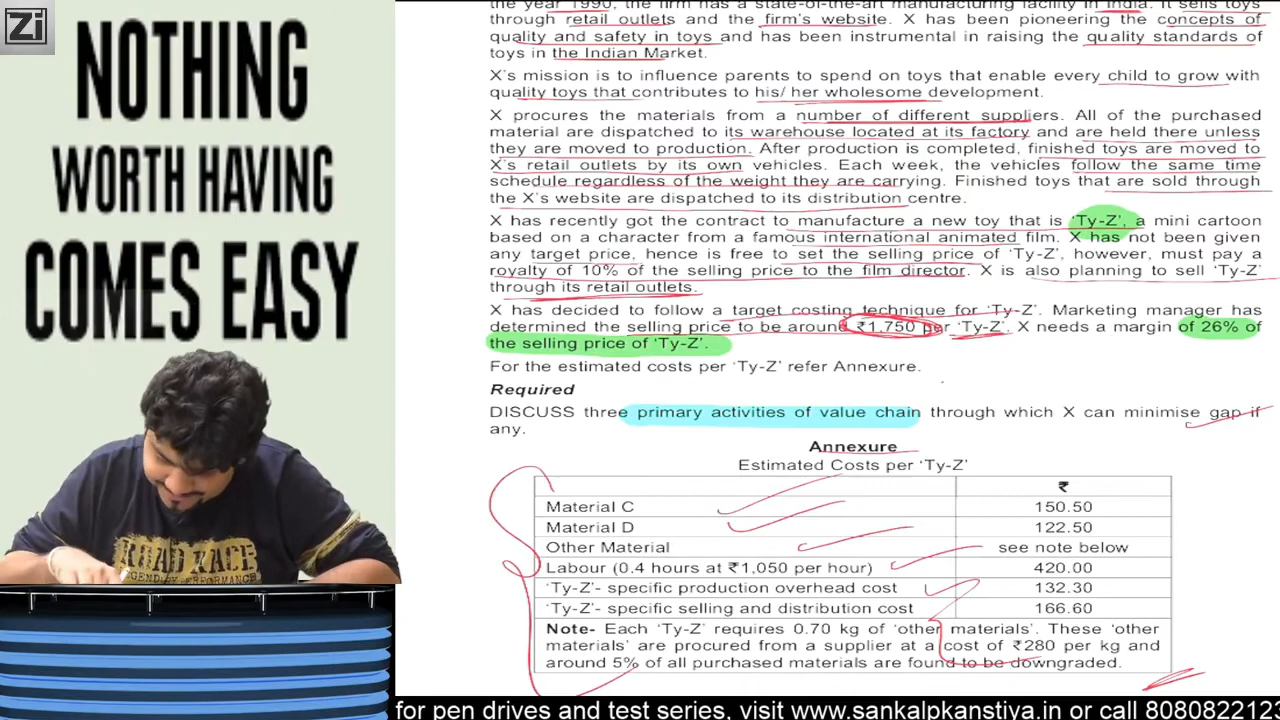 Zi
NOTHING
WORTH HAVING
COMES EASY
ROAD RACE
LEGENDARY PERFORMANCE
the year 1990, the firm has a state-of-the-art manufacturing facility in India. It sells toys
through retail outlets and the firm's website. X has been pioneering the concepts of
quality and safety in toys and has been instrumental in raising the quality standards of
toys in the Indian Market.
X's mission is to influence parents to spend on toys that enable every child to grow with
quality toys that contributes to his/ her wholesome development.
X procures the materials from a number of different suppliers. All of the purchased
material are dispatched to its warehouse located at its factory and are held there unless
they are moved to production. After production is completed, finished toys are moved to
X's retail outlets by its own vehicles. Each week, the vehicles follow the same time
schedule regardless of the weight they are carrying. Finished toys that are sold through
the X's website are dispatched to its distribution centre.
X has recently got the contract to manufacture a new toy that is 'Ty-Z', a mini cartoon
based on a character from a famous international animated film. X has not been given
any target price, hence is free to set the selling price of 'Ty-Z', however, must pay a
royalty of 10% of the selling price to the film director. X is also planning to sell 'Ty-Z'
through its retail outlets.
X has decided to follow a target costing technique for 'Ty-Z'. Marketing manager has
determined the selling price to be around ₹1,750 per 'Ty-Z'. X needs a margin of 26% of
the selling price of 'Ty-Z'.
For the estimated costs per 'Ty-Z' refer Annexure.
Required
DISCUSS three primary activities of value chain through which X can minimise gap if
any.
Annexure
Estimated Costs per 'Ty-Z'
₹
Material C 150.50
Material D 122.50
Other Material see note below
Labour (0.4 hours at ₹1,050 per hour) 420.00
'Ty-Z'- specific production overhead cost 132.30
'Ty-Z'- specific selling and distribution cost 166.60
Note- Each 'Ty-Z' requires 0.70 kg of 'other materials'. These 'other
materials' are procured from a supplier at a cost of ₹280 per kg and
around 5% of all purchased materials are found to be downgraded.
for pen drives and test series, visit www.sankalpkanstiya.in or call 8080822122